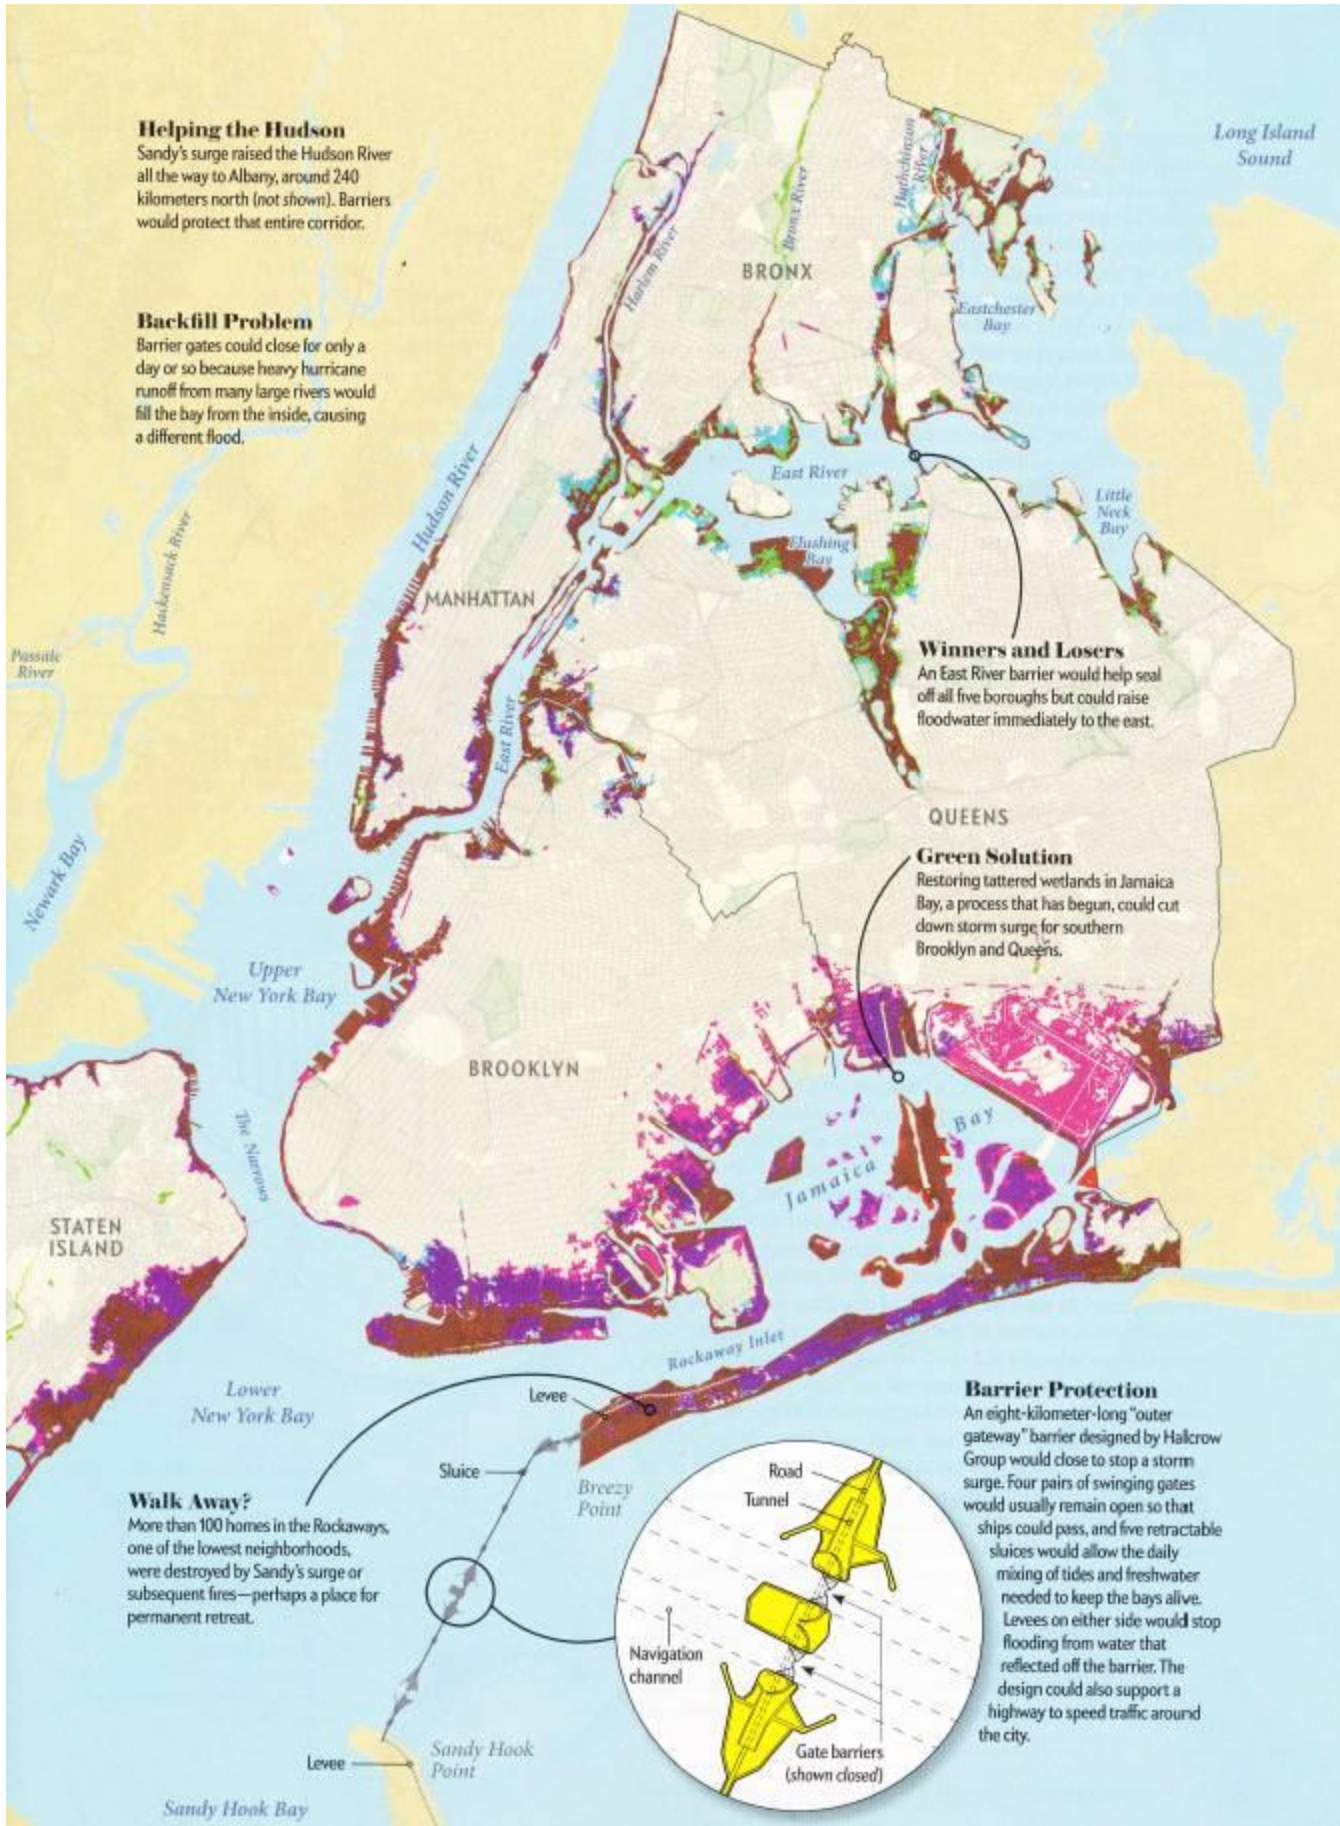 Helping the Hudson
Sandy's surge raised the Hudson River
all the way to Albany, around 240
kilometers north (not shown). Barriers
would protect that entire corridor.
Long Island
Sound
Huthchinson
River
Bronx River
Harlem River
BRONX
Eastchester
Bay
Backfill Problem
Barrier gates could close for only a
day or so because heavy hurricane
runoff from many large rivers would
fill the bay from the inside, causing
a different flood.
Hudson River
East River
Little
Neck
Bay
Flushing
Bay
Hackensack River
MANHATTAN
Passaic
River
Winners and Losers
An East River barrier would help seal
off all five boroughs but could raise
floodwater immediately to the east.
East River
QUEENS
Newark Bay
Green Solution
Restoring tattered wetlands in Jamaica
Bay, a process that has begun, could cut
down storm surge for southern
Brooklyn and Queens.
Upper
New York Bay
BROOKLYN
The Narrows
Jamaica Bay
STATEN
ISLAND
Rockaway Inlet
Lower
New York Bay
Levee
Sluice
Breezy
Point
Walk Away?
More than 100 homes in the Rockaways,
one of the lowest neighborhoods,
were destroyed by Sandy's surge or
subsequent fires—perhaps a place for
permanent retreat.
Barrier Protection
An eight-kilometer-long "outer
gateway" barrier designed by Halcrow
Group would close to stop a storm
surge. Four pairs of swinging gates
would usually remain open so that
ships could pass, and five retractable
sluices would allow the daily
mixing of tides and freshwater
needed to keep the bays alive.
Levees on either side would stop
flooding from water that
reflected off the barrier. The
design could also support a
highway to speed traffic around
the city.
Road
Tunnel
Navigation
channel
Gate barriers
(shown closed)
Levee
Sandy Hook
Point
Sandy Hook Bay